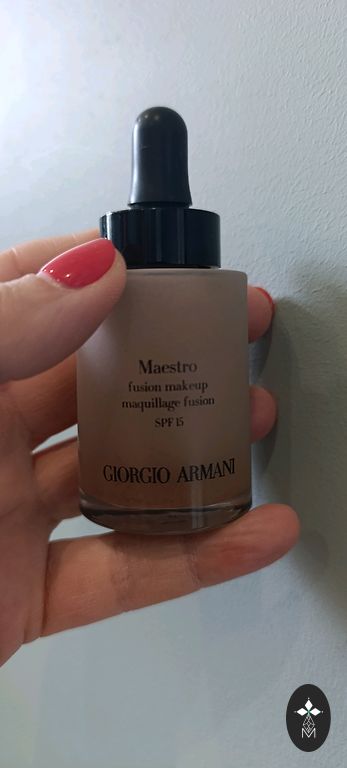 Maestro
fusion makeup
maquillage fusion
SPF 15
GIORGIO ARMANI